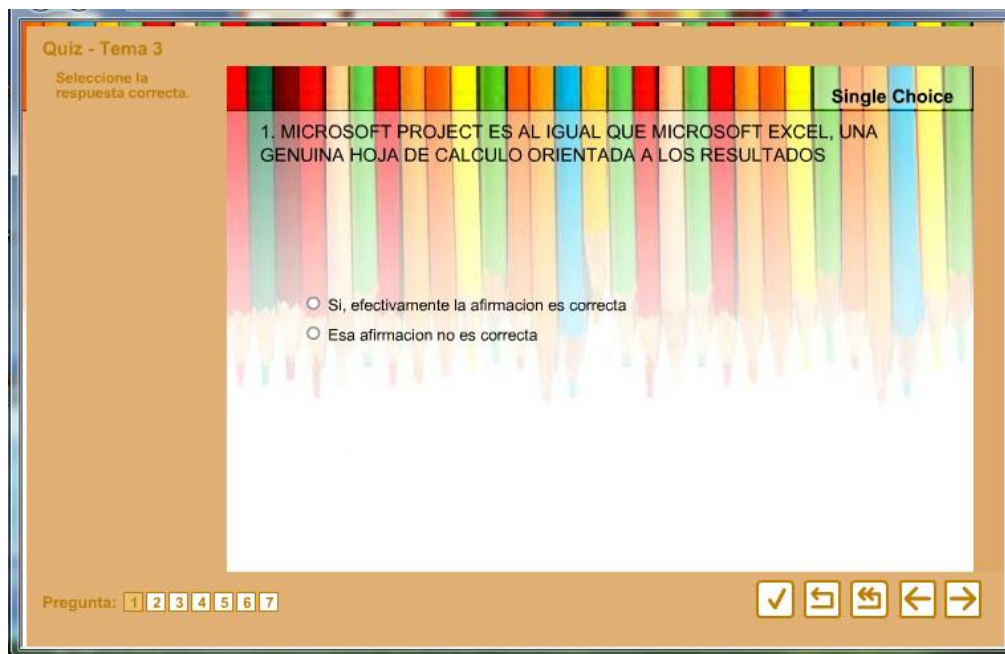 Quiz - Tema 3
Seleccione la
respuesta correcta.
Single Choice
1. MICROSOFT PROJECT ES AL IGUAL QUE MICROSOFT EXCEL, UNA
GENUINA HOJA DE CALCULO ORIENTADA A LOS RESULTADOS
Si, efectivamente la afirmacion es correcta
Esa afirmacion no es correcta
Pregunta: 1 2 3 4 5 6 7